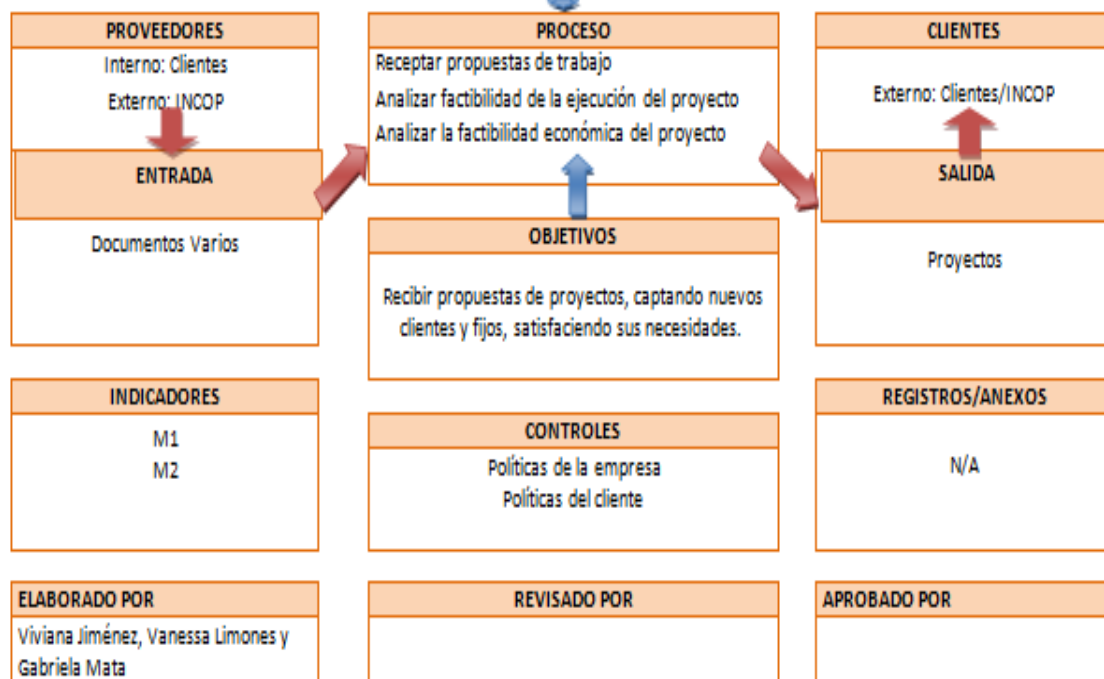 PROVEEDORES
Interno: Clientes
Externo: INCOP
ENTRADA
Documentos Varios
PROCESO
Receptar propuestas de trabajo
Analizar factibilidad de la ejecución del proyecto
Analizar la factibilidad económica del proyecto
CLIENTES
Externo: Clientes/INCOP
SALIDA
Proyectos
OBJETIVOS
Recibir propuestas de proyectos, captando nuevos
clientes y fijos, satisfaciendo sus necesidades.
INDICADORES
M1
M2
CONTROLES
Políticas de la empresa
Políticas del cliente
REGISTROS/ANEXOS
N/A
ELABORADO POR
Viviana Jiménez, Vanessa Limones y
Gabriela Mata
REVISADO POR
APROBADO POR